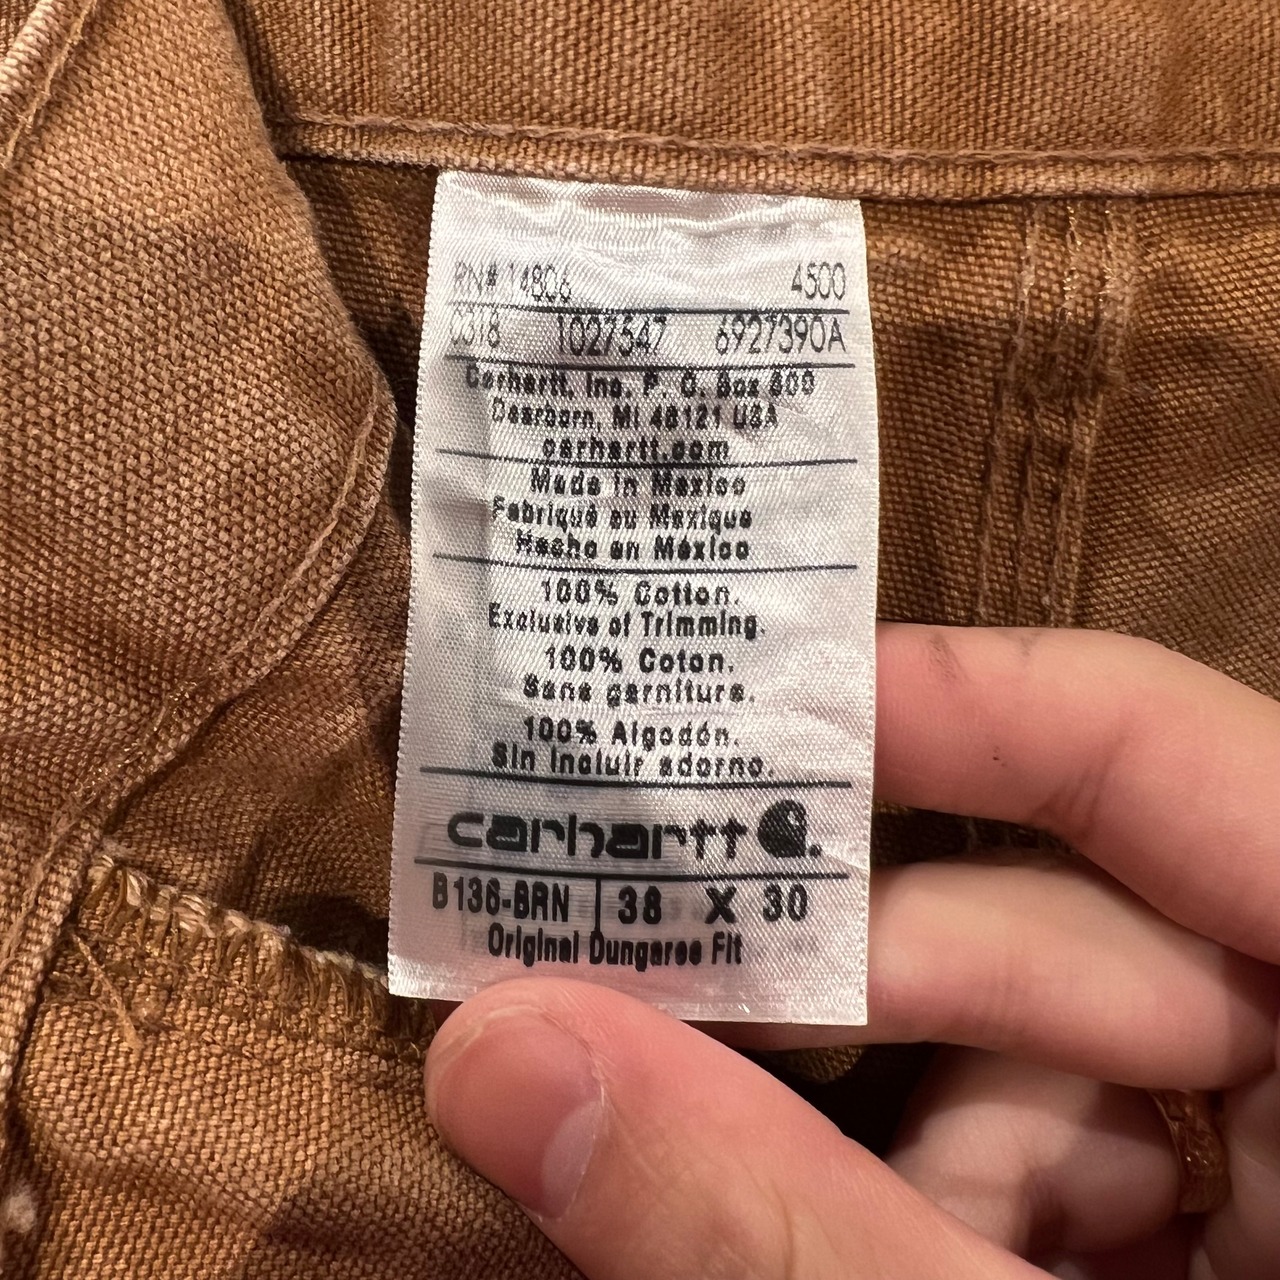 RN# 14806 4500
0318 1027547 6927390A
Carhartt, Inc. P. O. Box 600
Dearborn, MI 48121 USA
carhartt.com
Made in Mexico
Fabriqué au Mexique
Hecho en México
100% Cotton.
Exclusive of Trimming.
100% Coton.
Sans garniture.
100% Algodón.
Sin incluir adorno.
carhartt
B136-BRN 38 X 30
Original Dungaree Fit